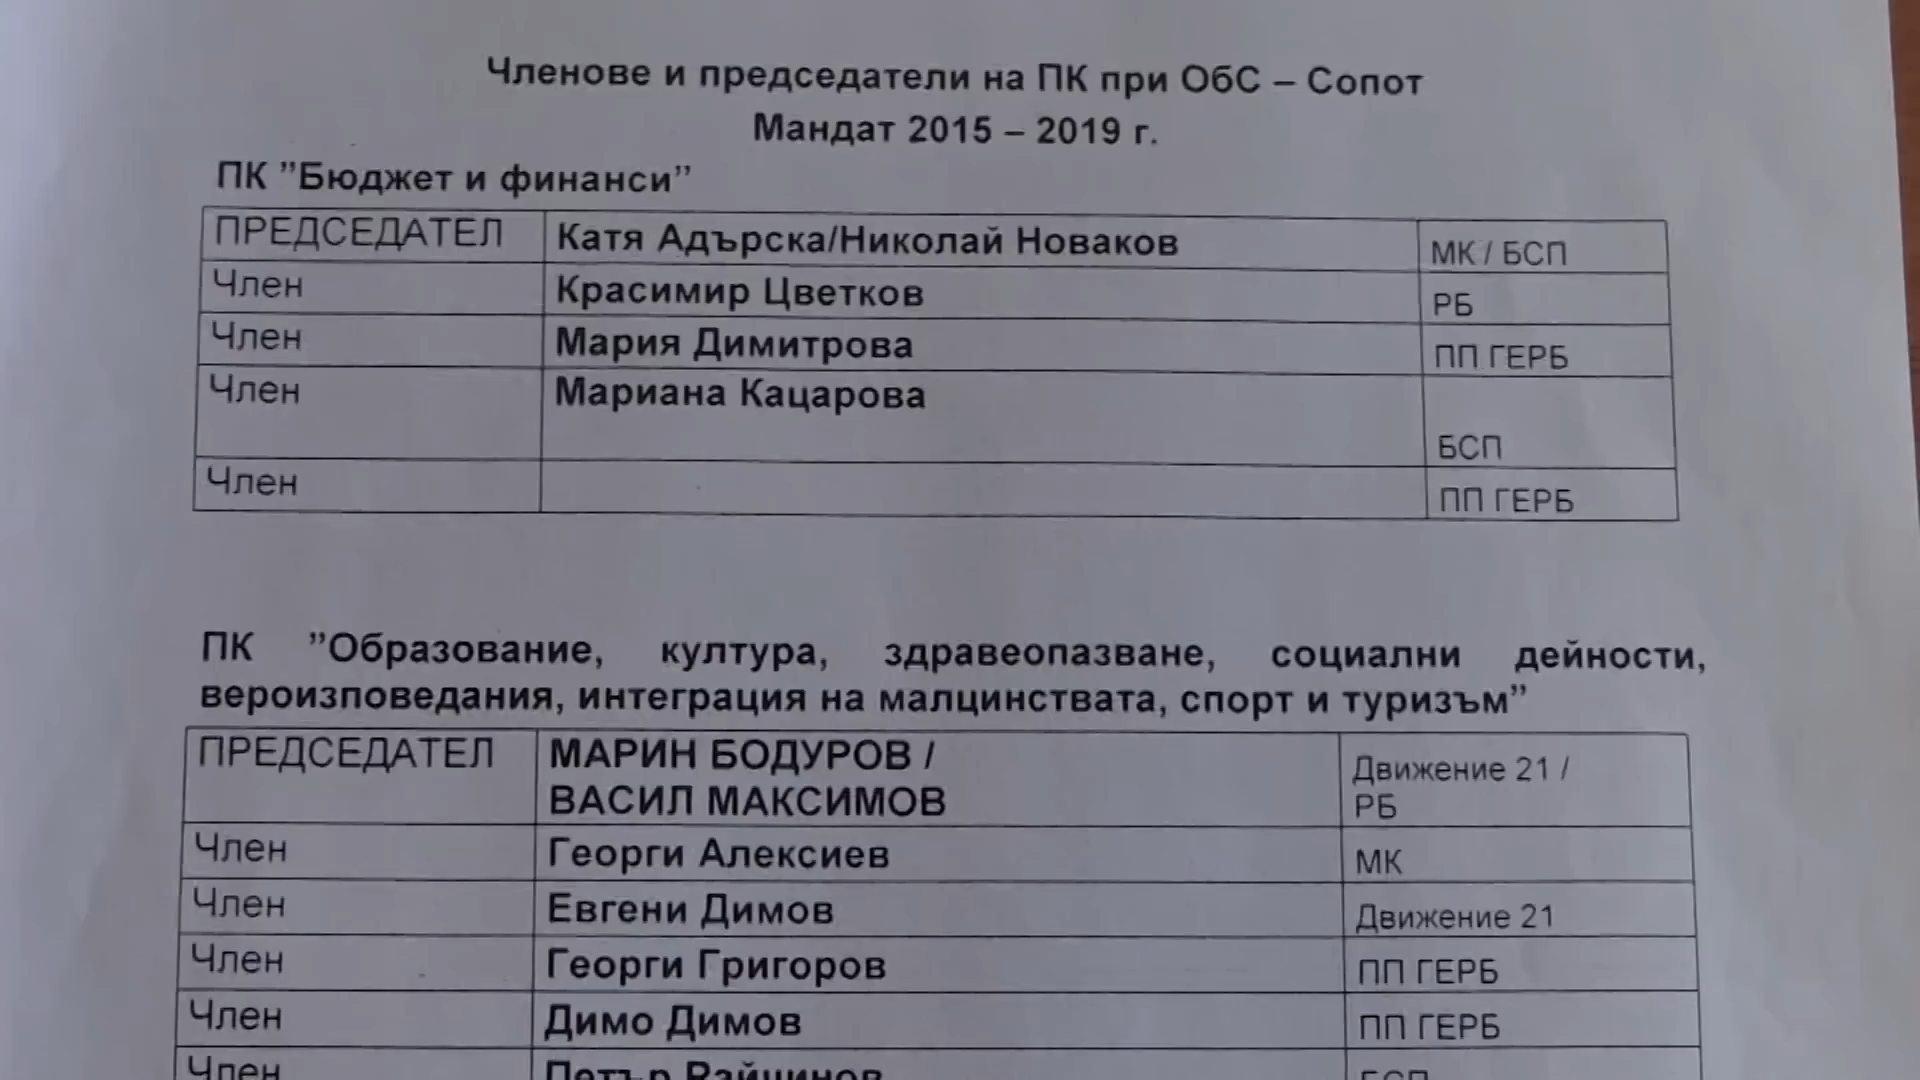 Членове и председатели на ПК при ОбС – Сопот
Мандат 2015 – 2019 г.
ПК ”Бюджет и финанси”
ПРЕДСЕДАТЕЛ Катя Адърска/Николай Новаков МК / БСП
Член Красимир Цветков РБ
Член Мария Димитрова ПП ГЕРБ
Член Мариана Кацарова БСП
Член ПП ГЕРБ
ПК ”Образование, култура, здравеопазване, социални дейности,
вероизповедания, интеграция на малцинствата, спорт и туризъм”
ПРЕДСЕДАТЕЛ МАРИН БОДУРОВ / Движение 21 /
ВАСИЛ МАКСИМОВ РБ
Член Георги Алексиев МК
Член Евгени Димов Движение 21
Член Георги Григоров ПП ГЕРБ
Член Димо Димов ПП ГЕРБ
Член Петър БСП